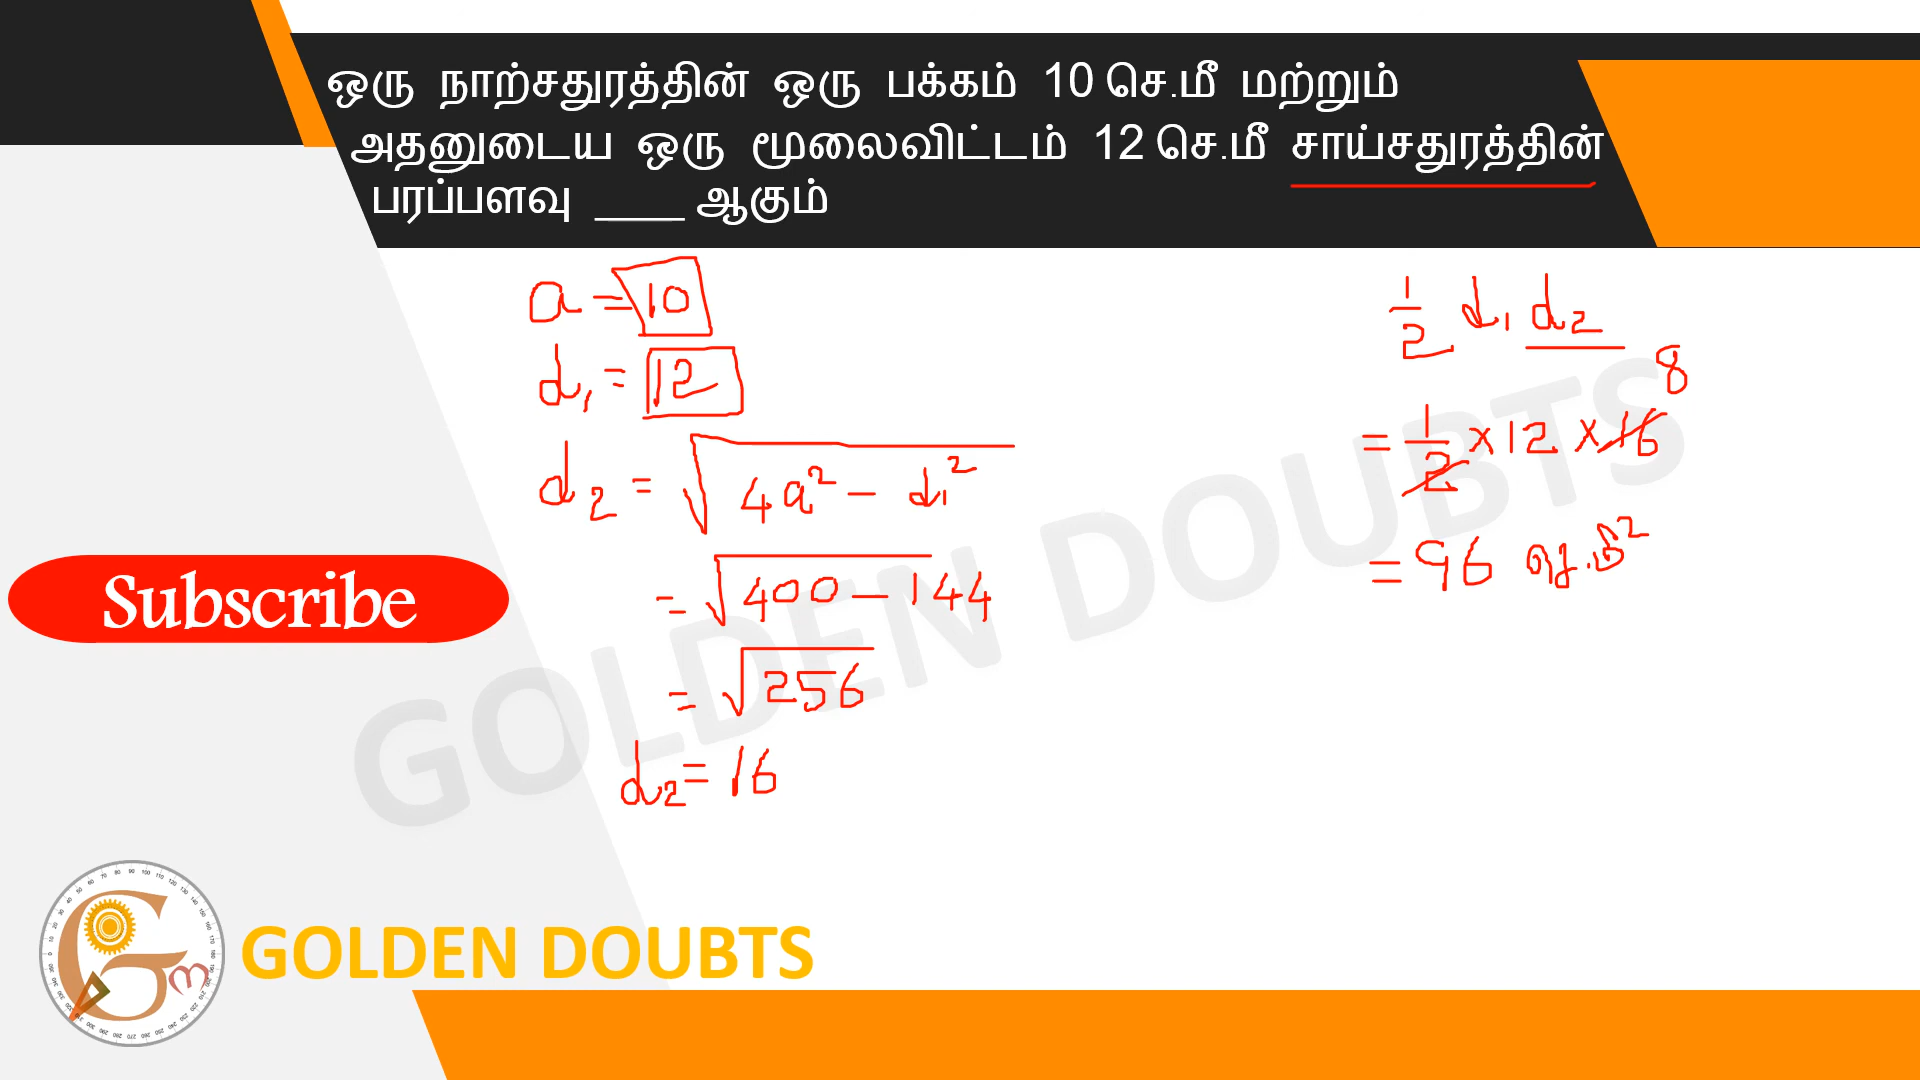 ஒரு நாற்சதுரத்தின் ஒரு பக்கம் 10 செ.மீ மற்றும்
அதனுடைய ஒரு மூலைவிட்டம் 12 செ.மீ சாய்சதுரத்தின்
பரப்பளவு ____ ஆகும்
a = 10
d₁ = 12
d₂ = √4a² − d₁²
= √400 − 144
= √256
d₂ = 16
1/2 d₁ d₂
8
= 1/2 × 12 × 16
= 96 செ.மீ²
Subscribe
GOLDEN DOUBTS
GOLDEN DOUBTS